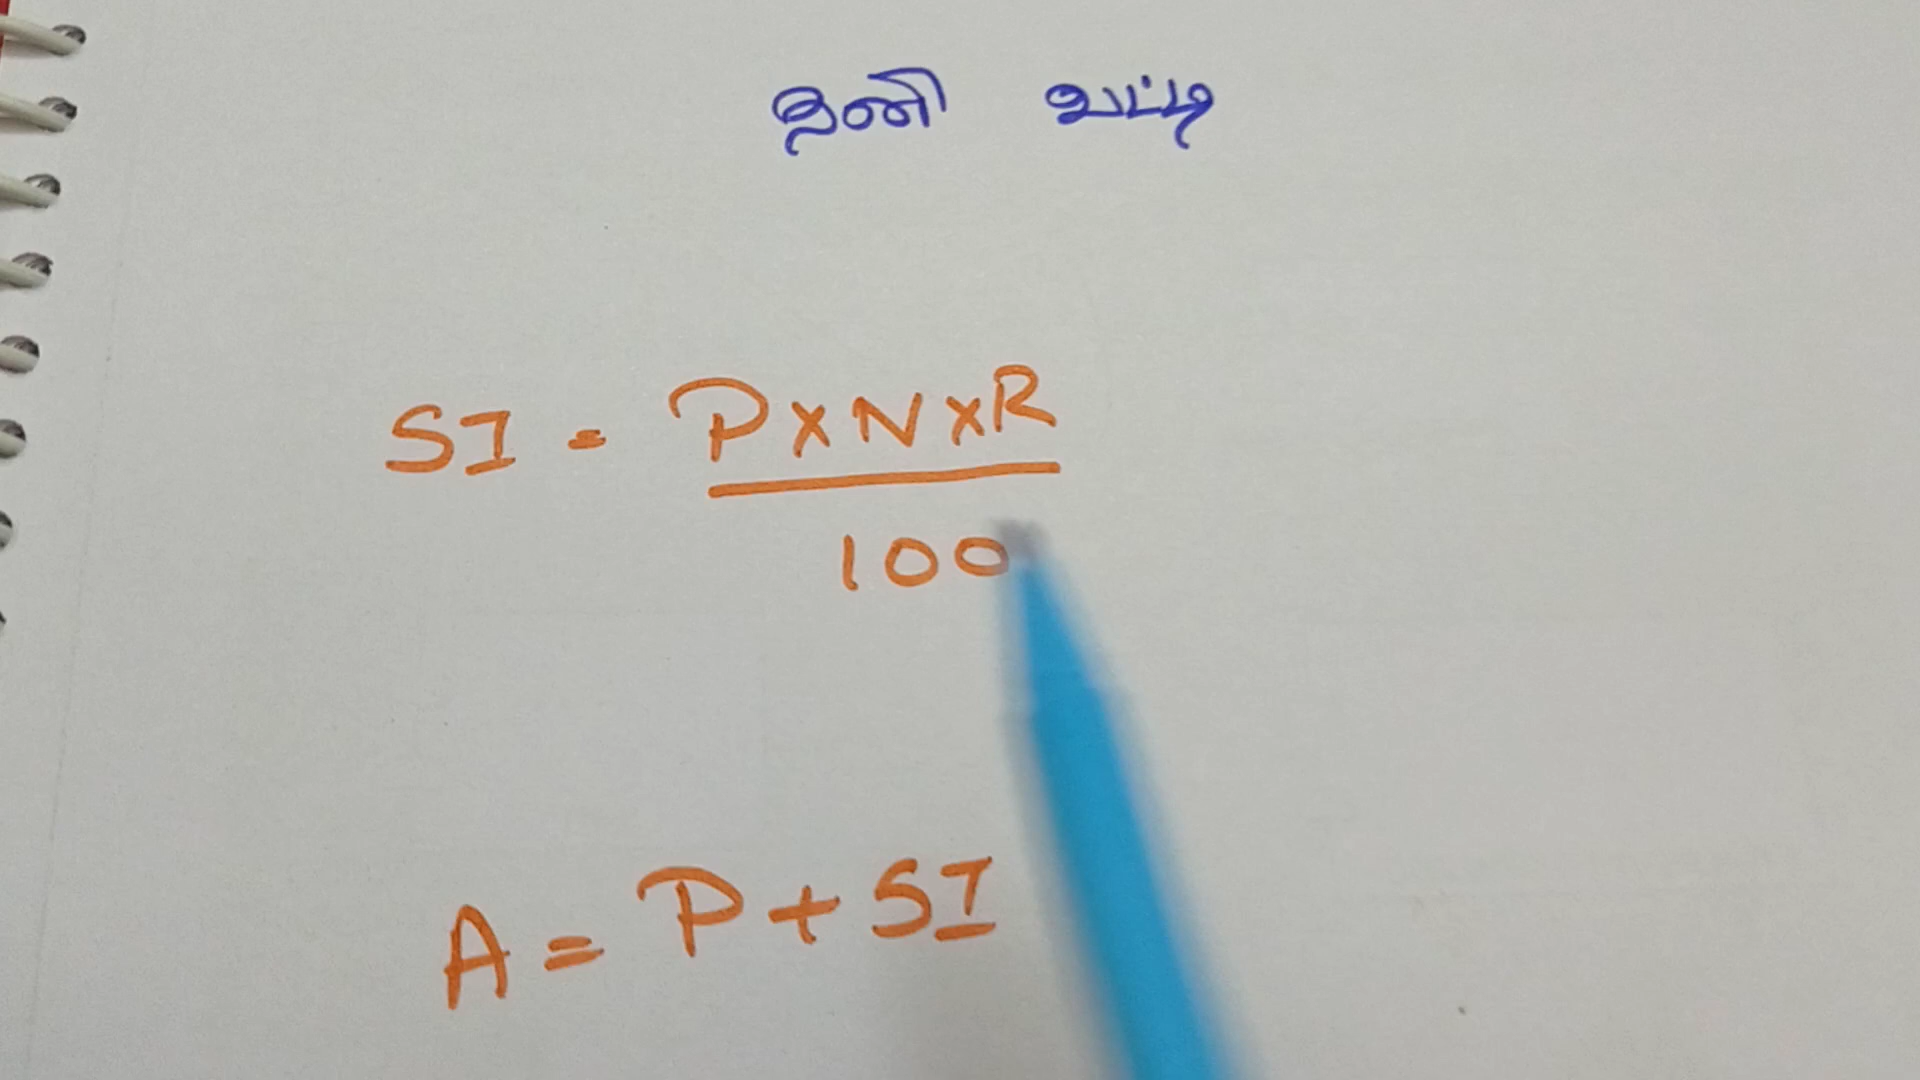 தனி வட்டி
SI = P×N×R
100
A = P + SI